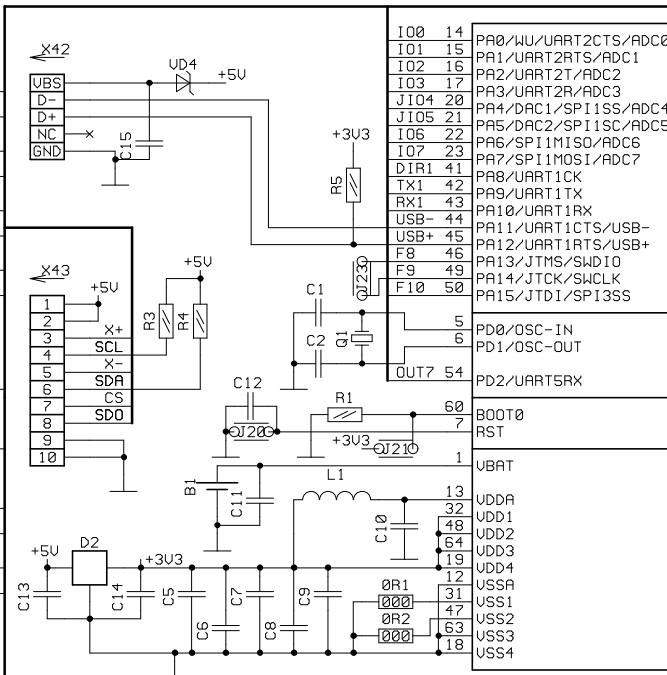 X42
VD4
+5V
VBS
D-
D+
NC
GND
C15
+3V3
R5
IO0 14 PA0/WU/UART2CTS/ADC0
IO1 15 PA1/UART2RTS/ADC1
IO2 16 PA2/UART2T/ADC2
IO3 17 PA3/UART2R/ADC3
JIO4 20 PA4/DAC1/SPI1SS/ADC4
JIO5 21 PA5/DAC2/SPI1SC/ADC5
IO6 22 PA6/SPI1MISO/ADC6
IO7 23 PA7/SPI1MOSI/ADC7
DIR1 41 PA8/UART1CK
TX1 42 PA9/UART1TX
RX1 43 PA10/UART1RX
USB- 44 PA11/UART1CTS/USB-
USB+ 45 PA12/UART1RTS/USB+
F8 46 PA13/JTMS/SWDIO
F9 49 PA14/JTCK/SWCLK
F10 50 PA15/JTDI/SPI3SS
J23
X43
+5V
+5V
1
2
3 X+
4 SCL
5 X-
6 SDA
7 CS
8 SDO
9
10
R3
R4
C1
C2
Q1
5 PD0/OSC-IN
6 PD1/OSC-OUT
OUT7 54 PD2/UART5RX
C12
J20
R1
+3V3
J21
60 BOOT0
7 RST
1 VBAT
B1
C11
L1
C10
13 VDDA
32 VDD1
48 VDD2
64 VDD3
19 VDD4
12 VSSA
31 VSS1
47 VSS2
63 VSS3
18 VSS4
+5V
D2
+3V3
C13
C14
C5
C6
C7
C8
C9
0R1
000
0R2
000